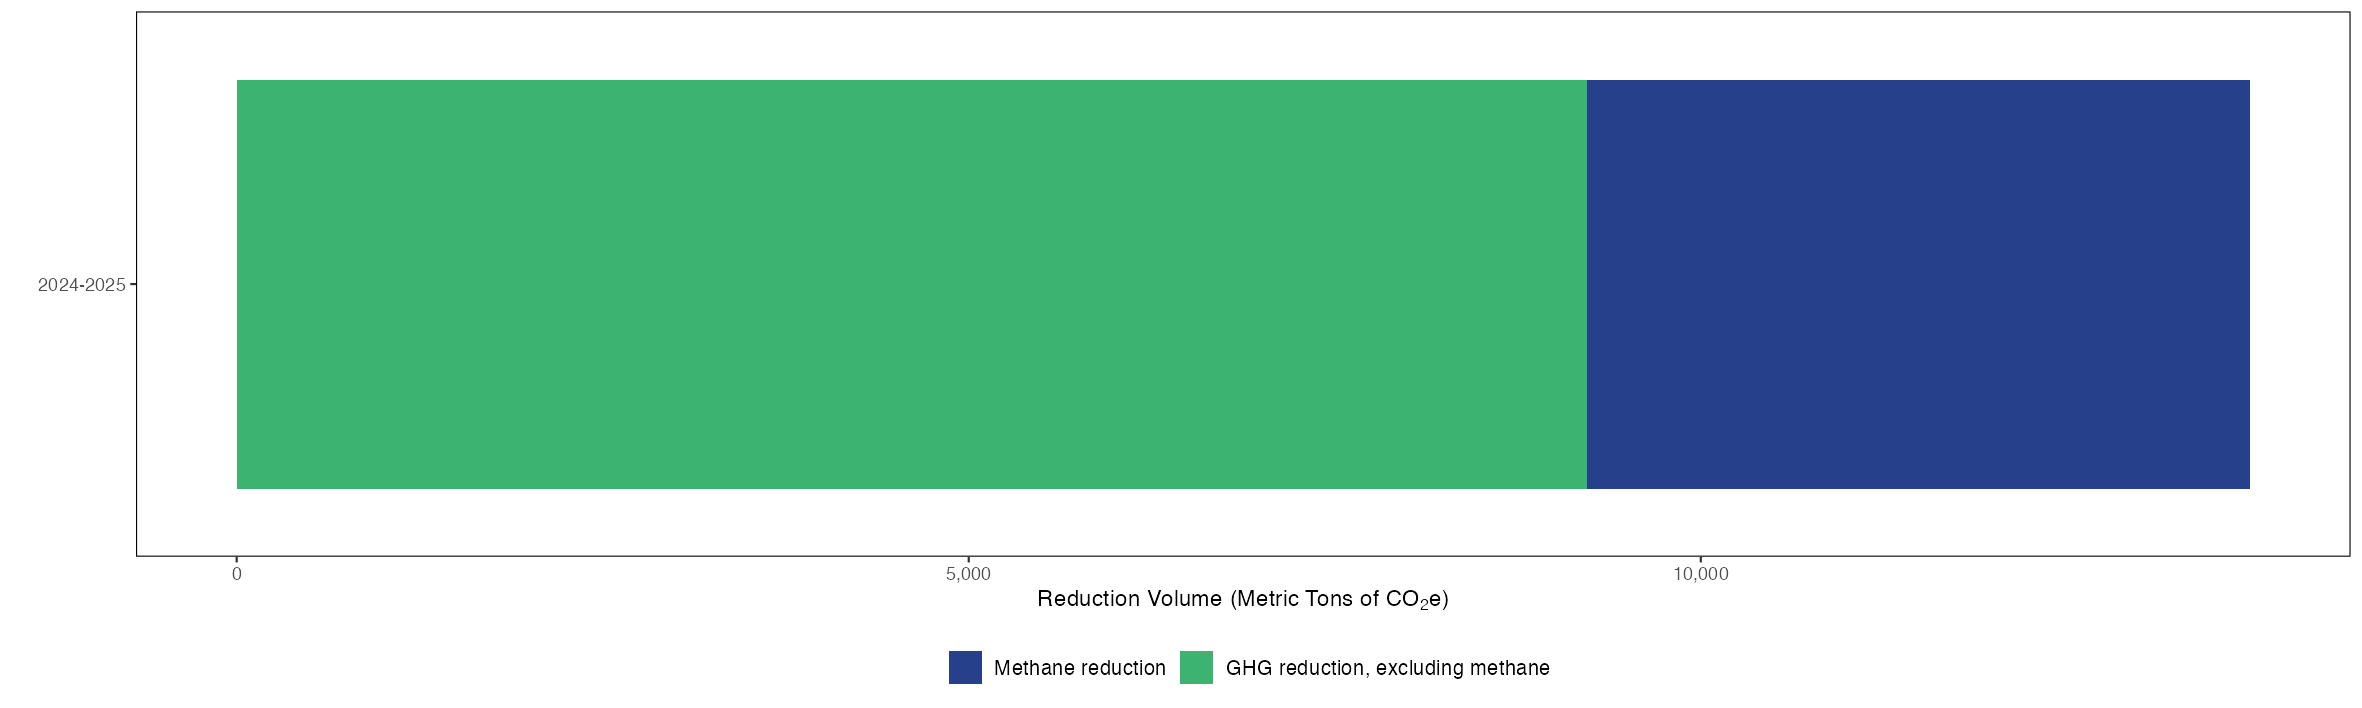 2024-2025
0 5,000 10,000
Reduction Volume (Metric Tons of CO₂e)
Methane reduction GHG reduction, excluding methane